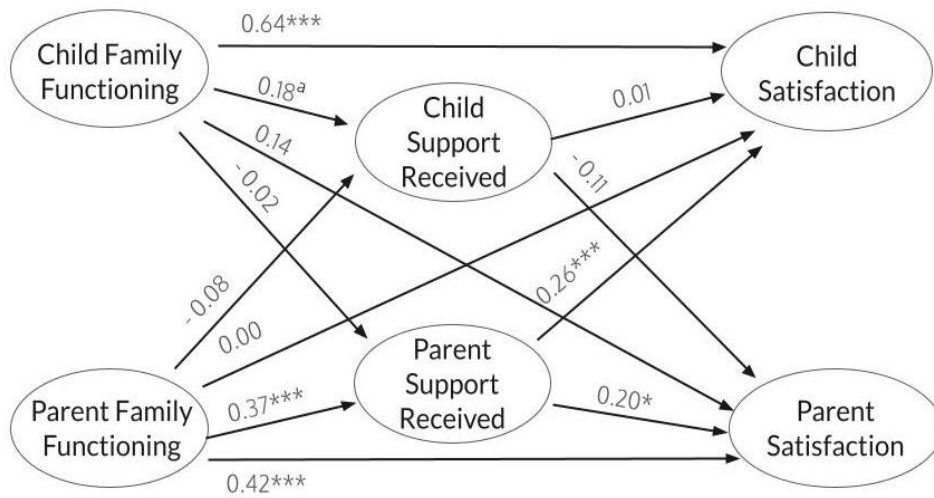 0.64***
Child Family
Functioning
Child
Satisfaction
0.18ª
0.01
Child
Support
Received
0.14
- 0.02
- 0.11
- 0.08
0.26***
0.00
Parent
Support
Received
Parent Family
Functioning
0.37***
0.20*
Parent
Satisfaction
0.42***